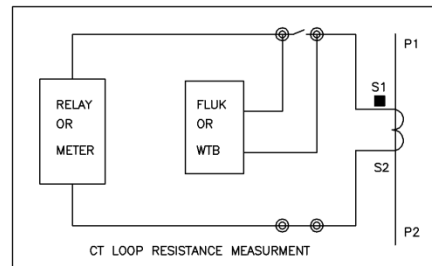 P1
S1
RELAY
OR
METER
FLUK
OR
WTB
S2
P2
CT LOOP RESISTANCE MEASURMENT